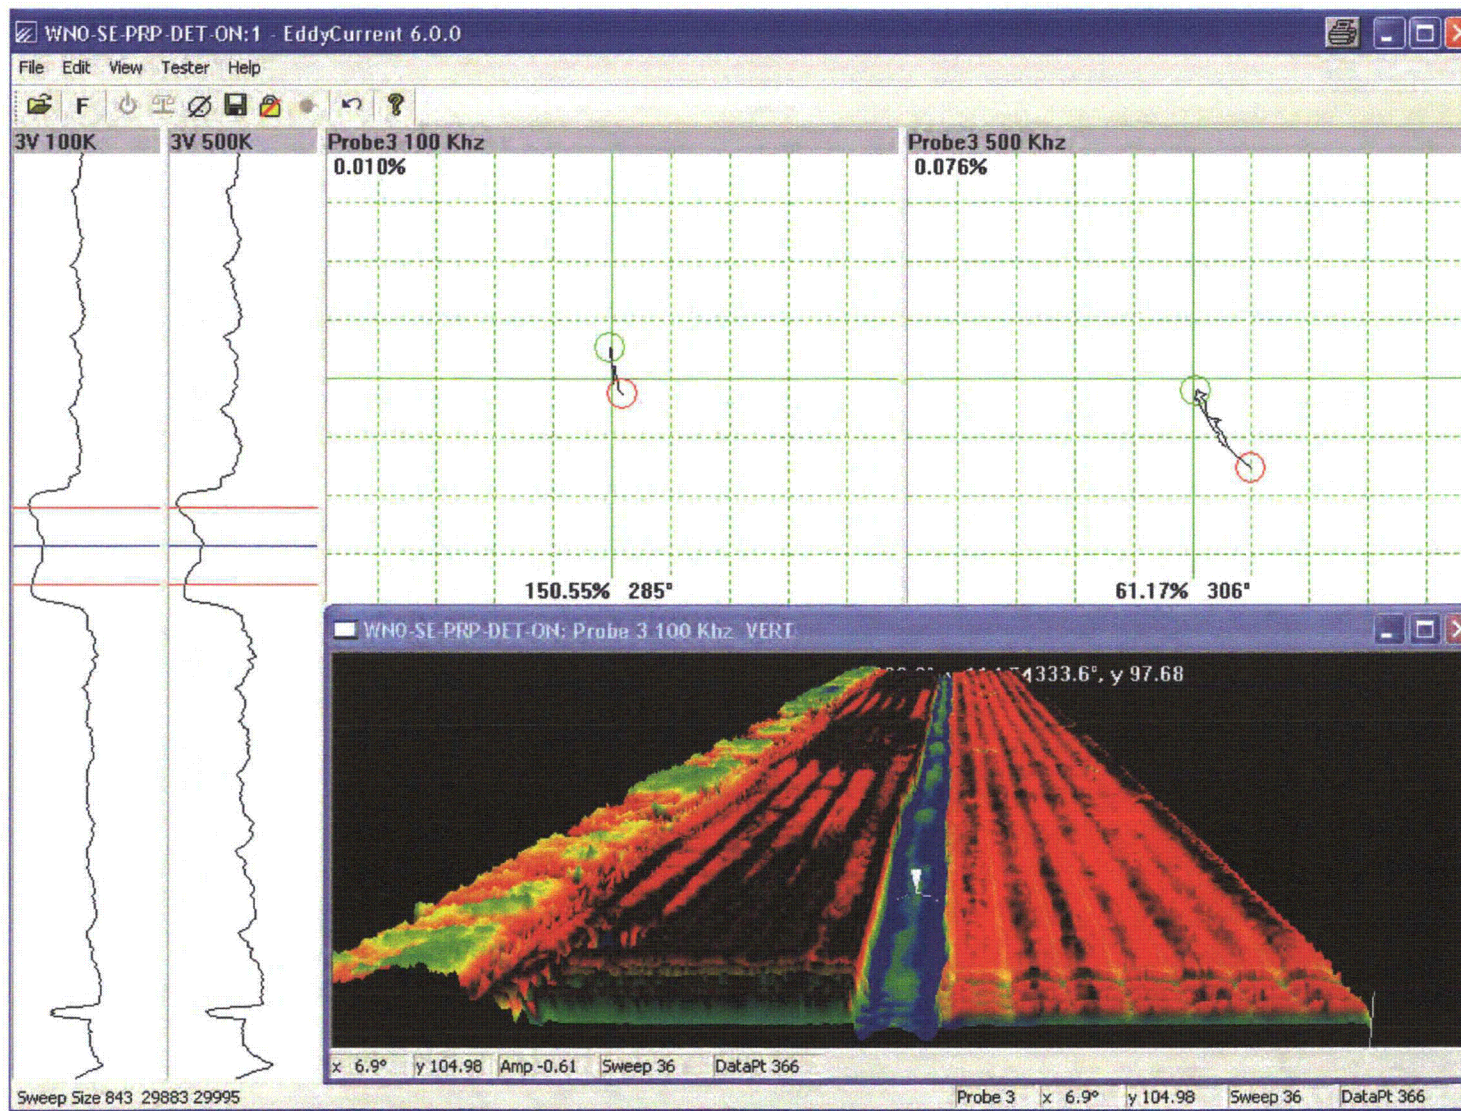 WNO-SE-PRP-DET-ON:1 - EddyCurrent 6.0.0
File Edit View Tester Help
F
3V 100K
3V 500K
Probe3 100 Khz
0.010%
Probe3 500 Khz
0.076%
150.55% 285°
61.17% 306°
WNO-SE-PRP-DET-ON: Probe 3 100 Khz VERT
333.6°, y 97.68
x 6.9° y 104.98 Amp -0.61 Sweep 36 DataPt 366
Sweep Size 843 29883 29995
Probe 3 x 6.9° y 104.98 Sweep 36 DataPt 366